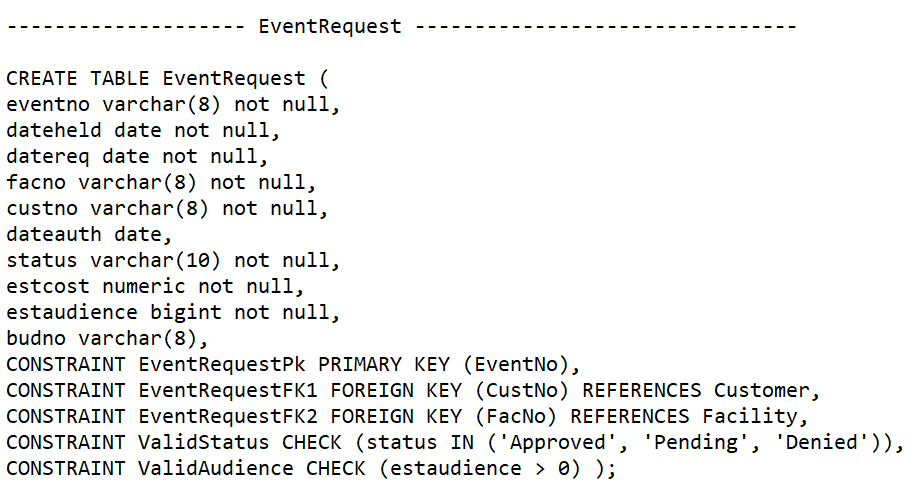 -------------------- EventRequest --------------------------------
CREATE TABLE EventRequest (
eventno varchar(8) not null,
dateheld date not null,
datereq date not null,
facno varchar(8) not null,
custno varchar(8) not null,
dateauth date,
status varchar(10) not null,
estcost numeric not null,
estaudience bigint not null,
budno varchar(8),
CONSTRAINT EventRequestPk PRIMARY KEY (EventNo),
CONSTRAINT EventRequestFK1 FOREIGN KEY (CustNo) REFERENCES Customer,
CONSTRAINT EventRequestFK2 FOREIGN KEY (FacNo) REFERENCES Facility,
CONSTRAINT ValidStatus CHECK (status IN ('Approved', 'Pending', 'Denied')),
CONSTRAINT ValidAudience CHECK (estaudience > 0) );